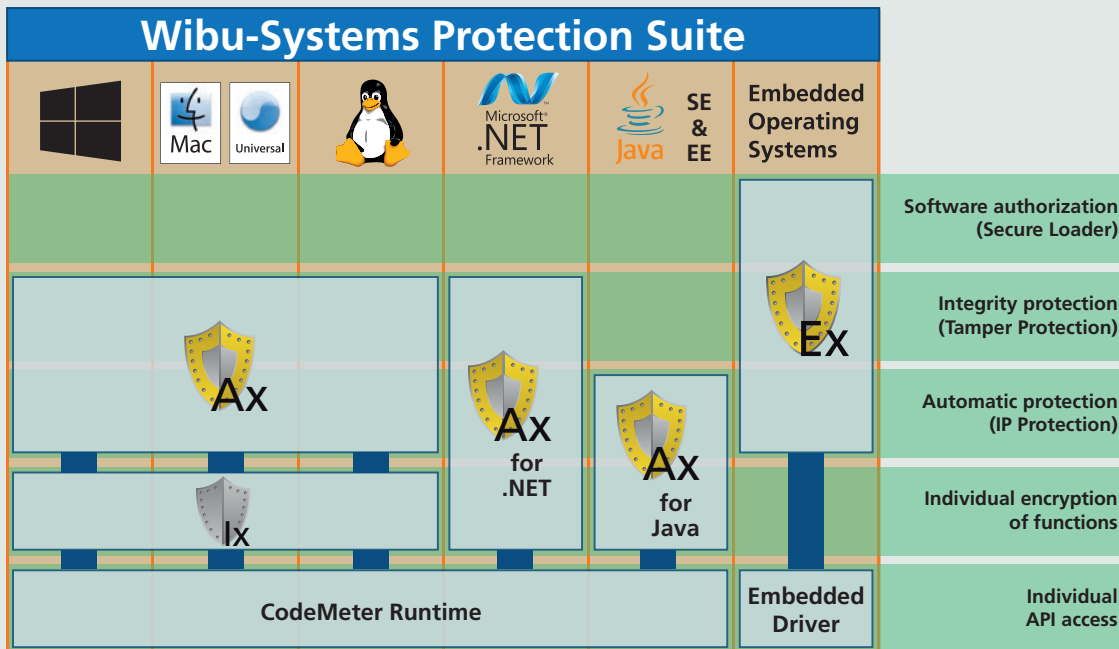 Wibu-Systems Protection Suite
Mac
Universal
Microsoft®
.NET
Framework
Java
SE
&
EE
Embedded
Operating
Systems
Software authorization
(Secure Loader)
Integrity protection
(Tamper Protection)
Ex
Ax
Automatic protection
(IP Protection)
Ax
for
.NET
Ax
for
Java
Individual encryption
of functions
Ix
CodeMeter Runtime
Embedded
Driver
Individual
API access